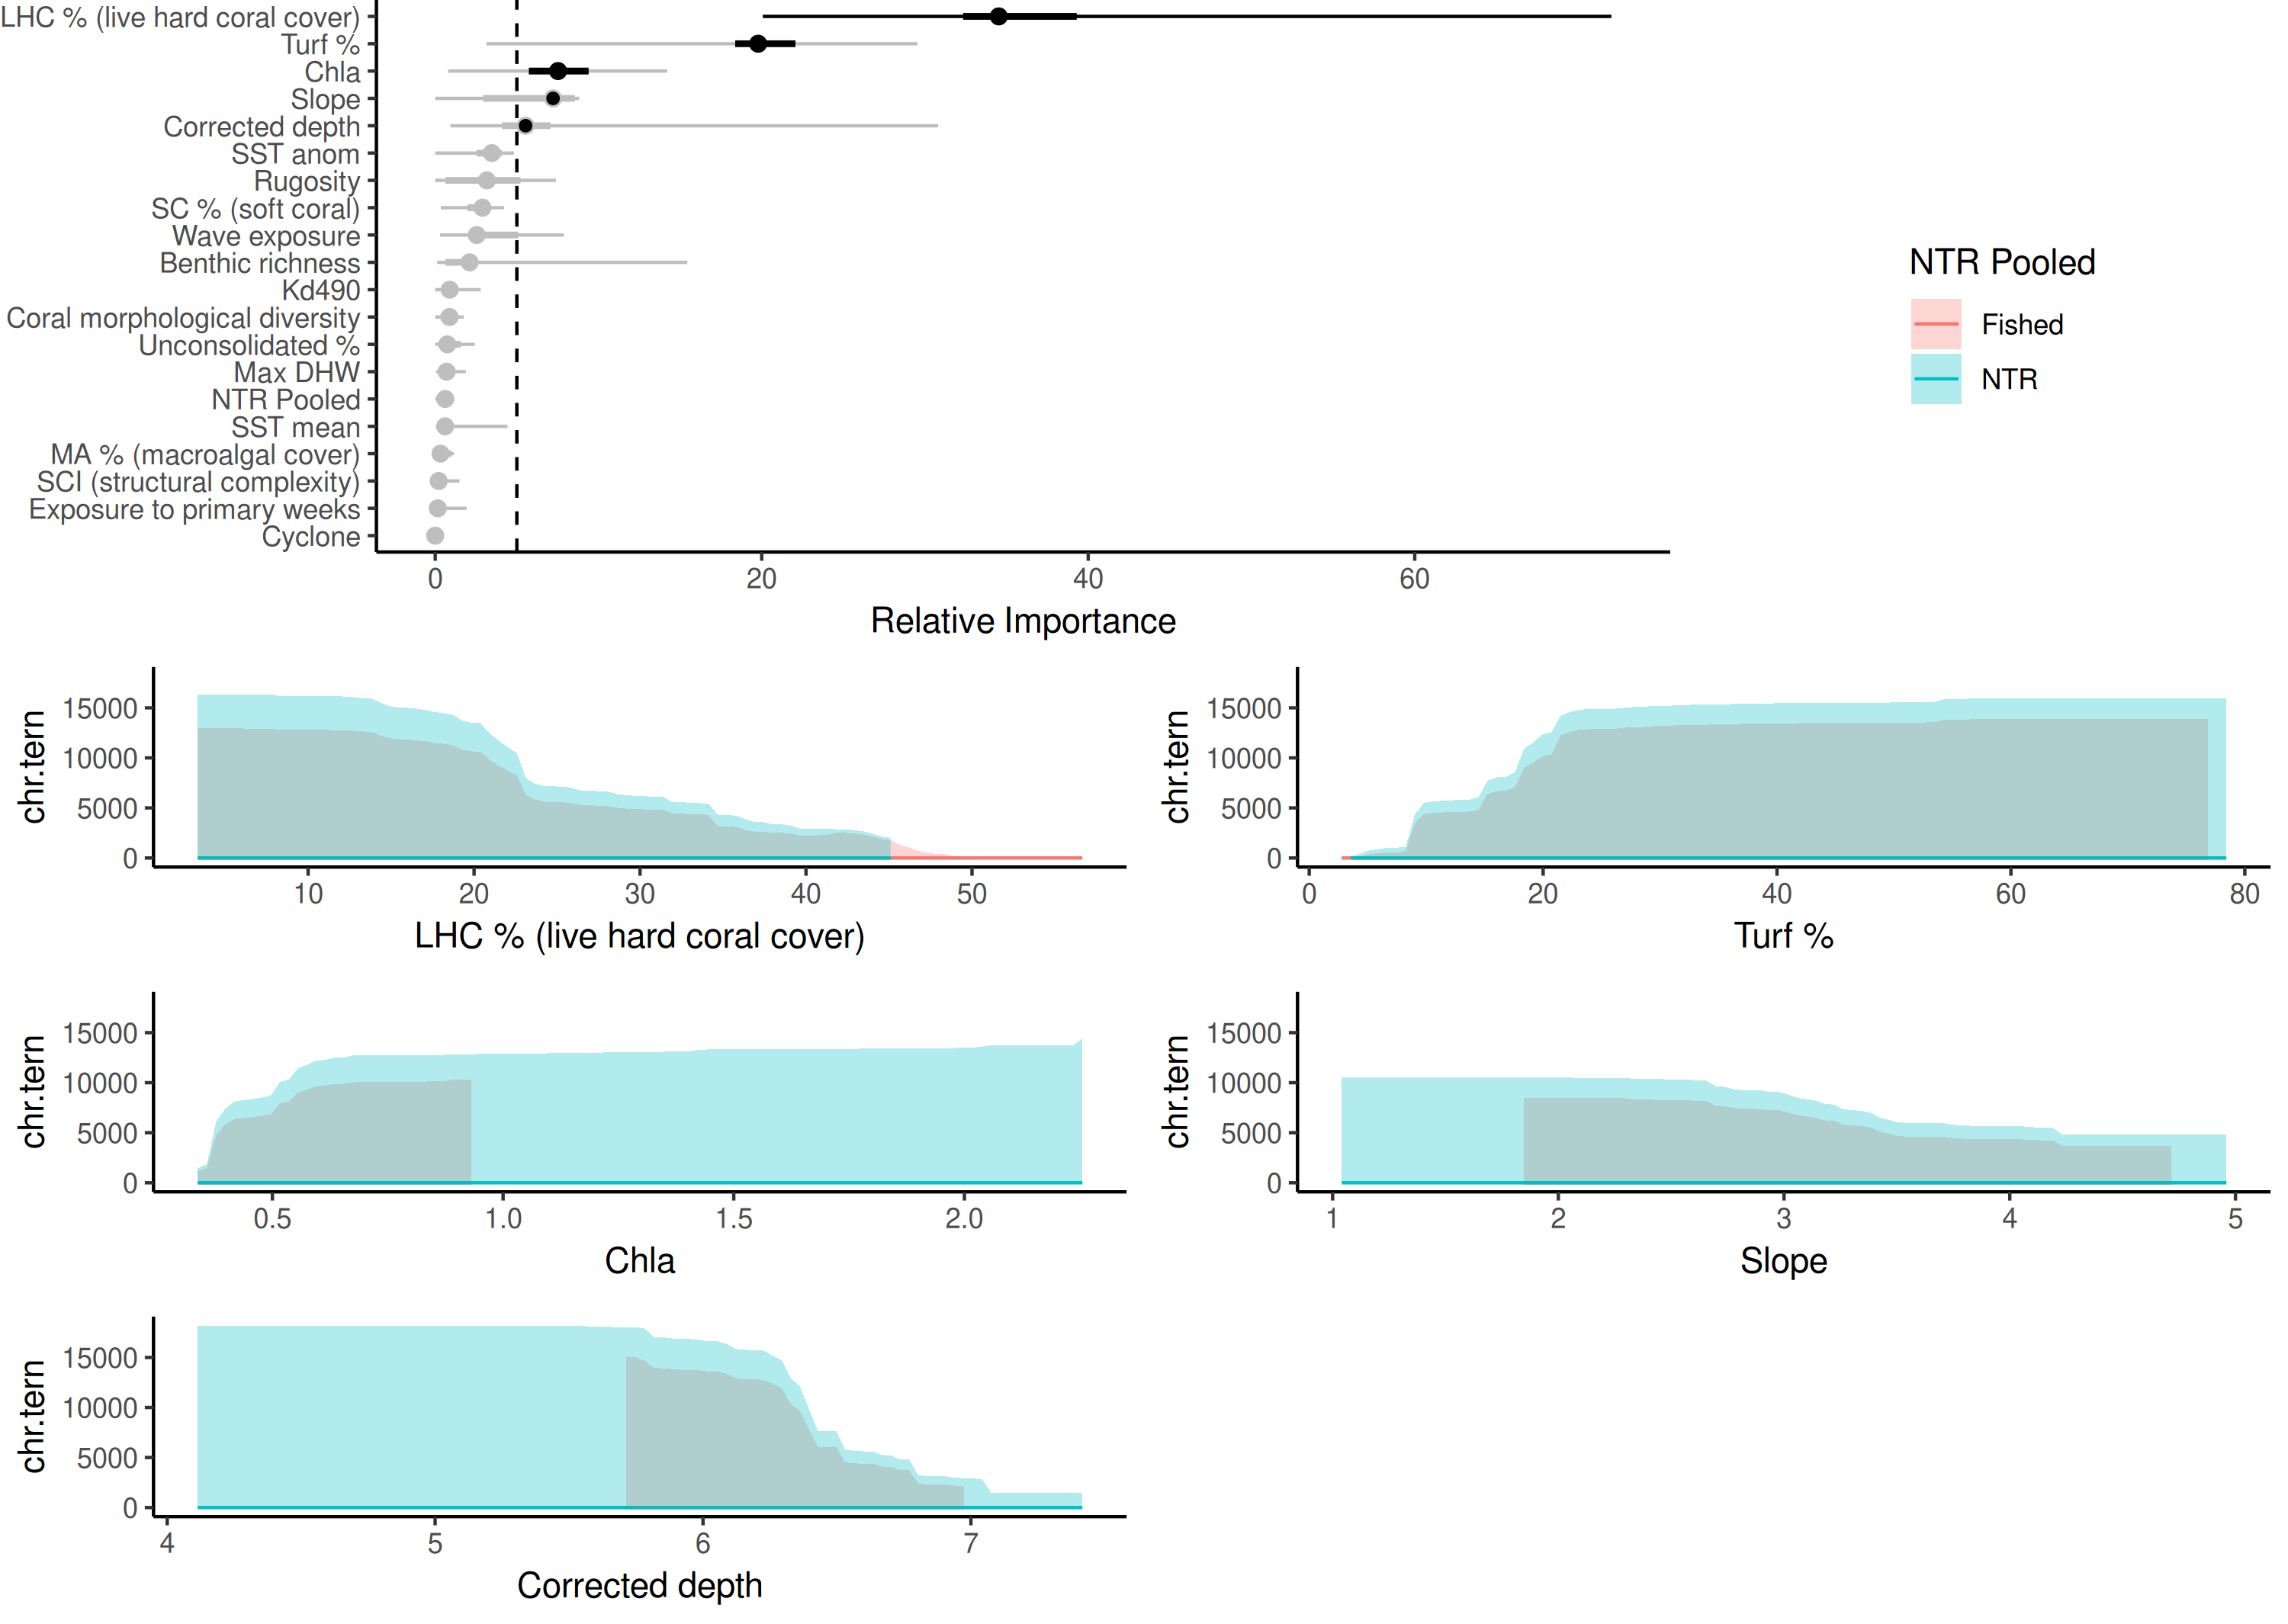 LHC % (live hard coral cover)
Turf %
Chla
Slope
Corrected depth
SST anom
Rugosity
SC % (soft coral)
Wave exposure
Benthic richness
Kd490
Coral morphological diversity
Unconsolidated %
Max DHW
NTR Pooled
SST mean
MA % (macroalgal cover)
SCI (structural complexity)
Exposure to primary weeks
Cyclone
0 20 40 60
Relative Importance
NTR Pooled
Fished
NTR
chr.tern
15000
10000
5000
0
10 20 30 40 50
LHC % (live hard coral cover)
chr.tern
15000
10000
5000
0
0 20 40 60 80
Turf %
chr.tern
15000
10000
5000
0
0.5 1.0 1.5 2.0
Chla
chr.tern
15000
10000
5000
0
1 2 3 4 5
Slope
chr.tern
15000
10000
5000
0
4 5 6 7
Corrected depth